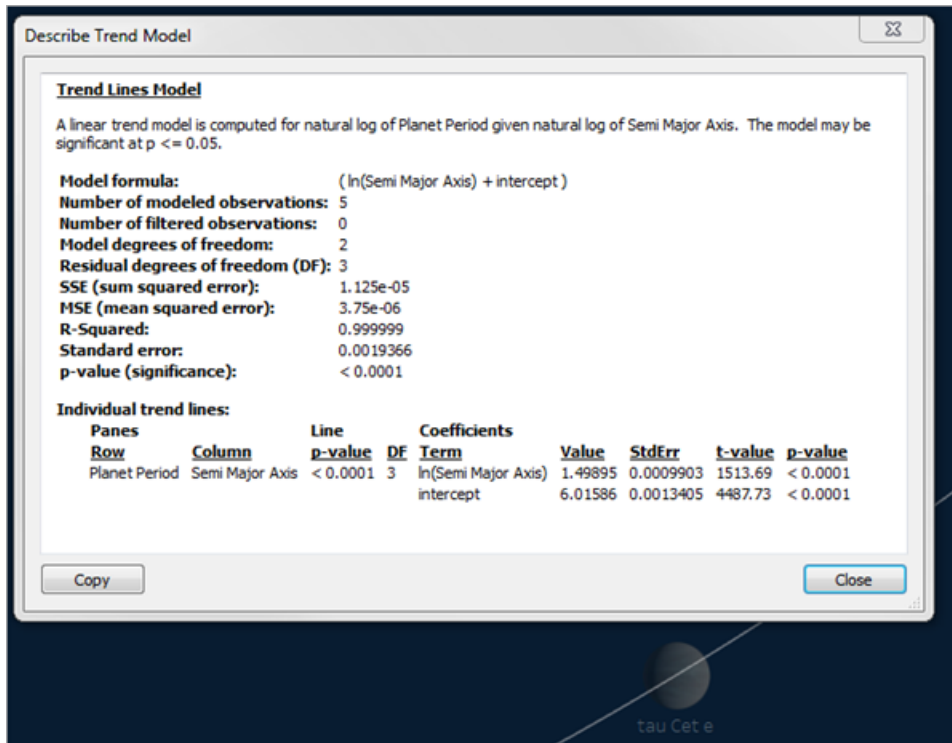 Describe Trend Model
Trend Lines Model
A linear trend model is computed for natural log of Planet Period given natural log of Semi Major Axis. The model may be
significant at p <= 0.05.
Model formula: ( ln(Semi Major Axis) + intercept )
Number of modeled observations: 5
Number of filtered observations: 0
Model degrees of freedom: 2
Residual degrees of freedom (DF): 3
SSE (sum squared error): 1.125e-05
MSE (mean squared error): 3.75e-06
R-Squared: 0.999999
Standard error: 0.0019366
p-value (significance): < 0.0001
Individual trend lines:
Panes Line Coefficients
Row Column p-value DF Term Value StdErr t-value p-value
Planet Period Semi Major Axis < 0.0001 3 ln(Semi Major Axis) 1.49895 0.0009903 1513.69 < 0.0001
intercept 6.01586 0.0013405 4487.73 < 0.0001
Copy Close
tau Cet e